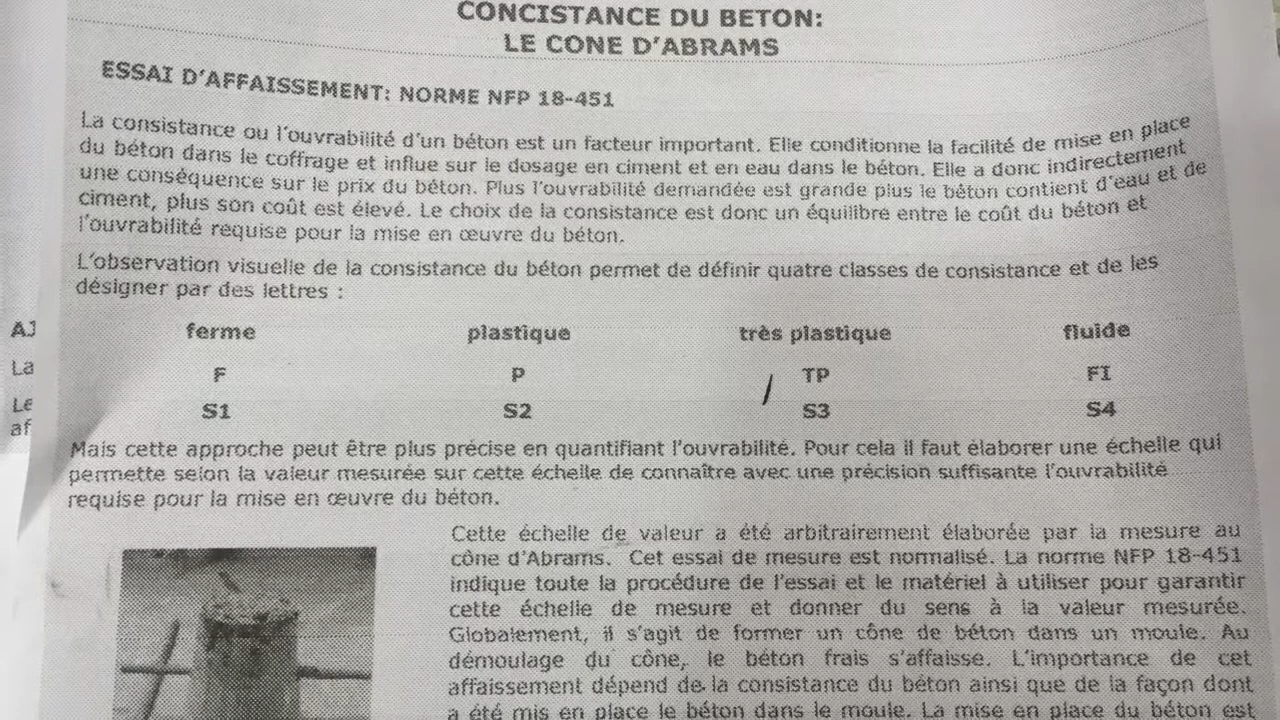 CONCISTANCE DU BETON:
LE CONE D'ABRAMS
ESSAI D'AFFAISSEMENT: NORME NFP 18-451
La consistance ou l'ouvrabilité d'un béton est un facteur important. Elle conditionne la facilité de mise en place
du béton dans le coffrage et influe sur le dosage en ciment et en eau dans le béton. Elle a donc indirectement
une conséquence sur le prix du béton. Plus l'ouvrabilité demandée est grande plus le béton contient d'eau et de
ciment, plus son coût est élevé. Le choix de la consistance est donc un équilibre entre le coût du béton et
l'ouvrabilité requise pour la mise en œuvre du béton.
L'observation visuelle de la consistance du béton permet de définir quatre classes de consistance et de les
désigner par des lettres :
AJ ferme plastique très plastique fluide
La F P TP FI
Le S1 S2 S3 S4
af
Mais cette approche peut être plus précise en quantifiant l'ouvrabilité. Pour cela il faut élaborer une échelle qui
permette selon la valeur mesurée sur cette échelle de connaître avec une précision suffisante l'ouvrabilité
requise pour la mise en œuvre du béton.
Cette échelle de valeur a été arbitrairement élaborée par la mesure au
cône d'Abrams. Cet essai de mesure est normalisé. La norme NFP 18-451
indique toute la procédure de l'essai et le matériel à utiliser pour garantir
cette échelle de mesure et donner du sens à la valeur mesurée.
Globalement, il s'agit de former un cône de béton dans un moule. Au
démoulage du cône, le béton frais s'affaisse. L'importance de cet
affaissement dépend de la consistance du béton ainsi que de la façon dont
a été mis en place le béton dans le moule. La mise en place du béton est